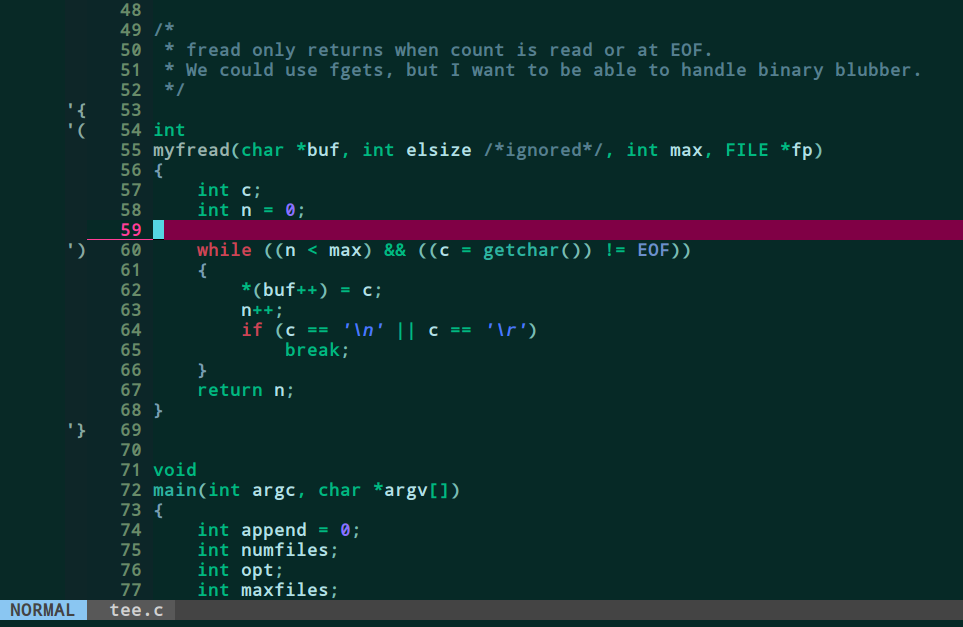 48
49 /*
50  * fread only returns when count is read or at EOF.
51  * We could use fgets, but I want to be able to handle binary blubber.
52  */
'{ 53
'( 54 int
55 myfread(char *buf, int elsize /*ignored*/, int max, FILE *fp)
56 {
57     int c;
58     int n = 0;
59
') 60     while ((n < max) && ((c = getchar()) != EOF))
61     {
62         *(buf++) = c;
63         n++;
64         if (c == '\n' || c == '\r')
65             break;
66     }
67     return n;
68 }
'} 69
70
71 void
72 main(int argc, char *argv[])
73 {
74     int append = 0;
75     int numfiles;
76     int opt;
77     int maxfiles;
NORMAL tee.c